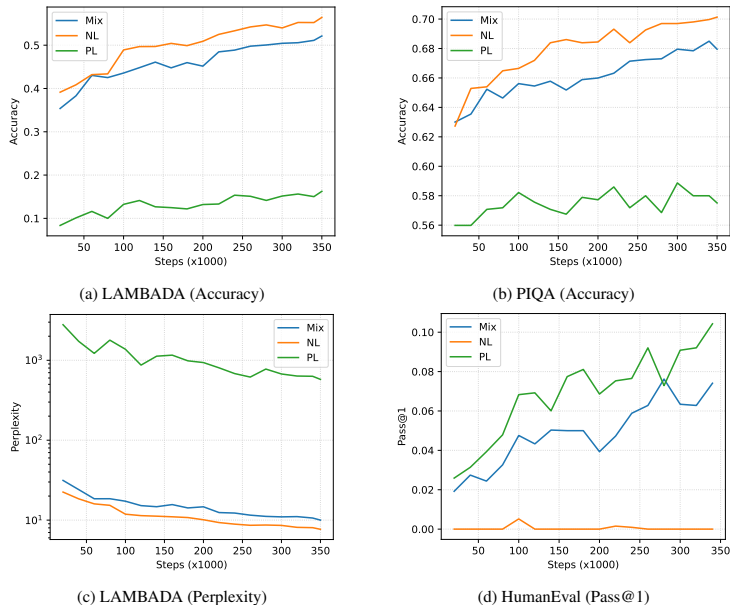 Mix
NL
PL
0.5
0.4
0.3
0.2
0.1
Accuracy
50 100 150 200 250 300 350
Steps (x1000)
(a) LAMBADA (Accuracy)
Mix
NL
PL
0.70
0.68
0.66
0.64
0.62
0.60
0.58
0.56
Accuracy
50 100 150 200 250 300 350
Steps (x1000)
(b) PIQA (Accuracy)
Mix
NL
PL
10³
10²
10¹
Perplexity
50 100 150 200 250 300 350
Steps (x1000)
(c) LAMBADA (Perplexity)
Mix
NL
PL
0.10
0.08
0.06
0.04
0.02
0.00
Pass@1
50 100 150 200 250 300 350
Steps (x1000)
(d) HumanEval (Pass@1)